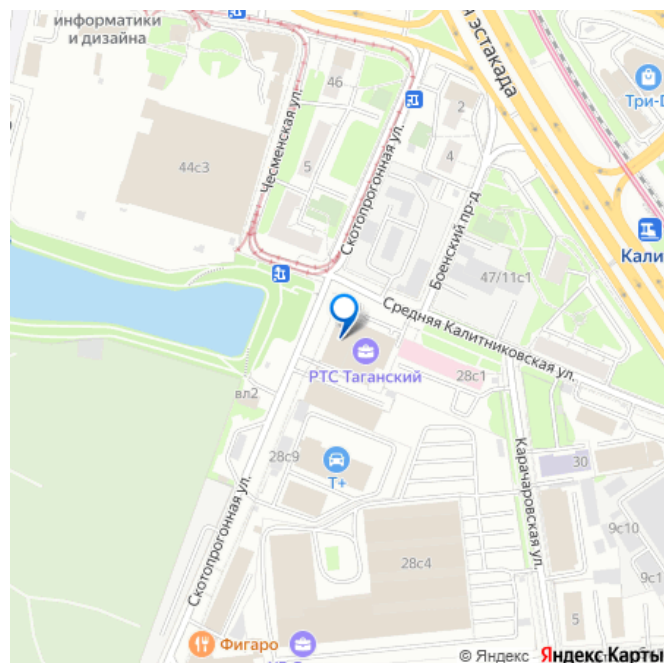 информатики
и дизайна
я эстакада
46
2
Три-D
Чесменская ул.
44с3
5
4
Скотопрогонная ул.
Боенский пр-д
Кали
47/11с1
Средняя Калитниковская ул.
РТС Таганский
28с1
вл2
28с9
Т+
30
Карачаровская ул.
Скотопрогонная ул.
9с10
28с4
9с1
5
Фигаро
© Яндекс Яндекс Карты